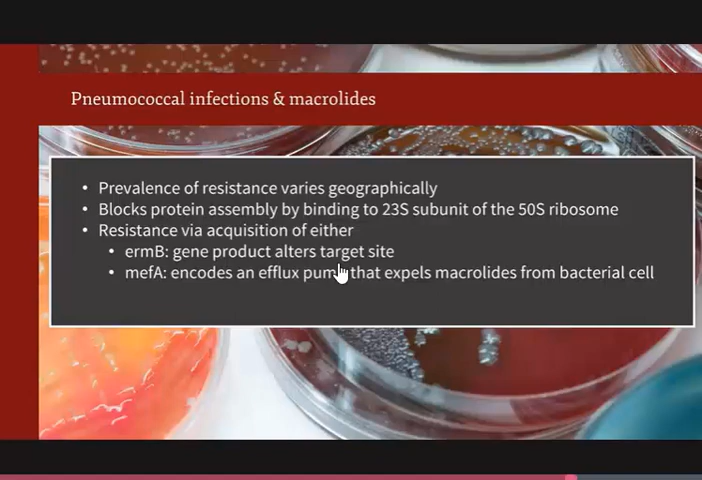 Pneumococcal infections & macrolides
• Prevalence of resistance varies geographically
• Blocks protein assembly by binding to 23S subunit of the 50S ribosome
• Resistance via acquisition of either
• ermB: gene product alters target site
• mefA: encodes an efflux pump that expels macrolides from bacterial cell